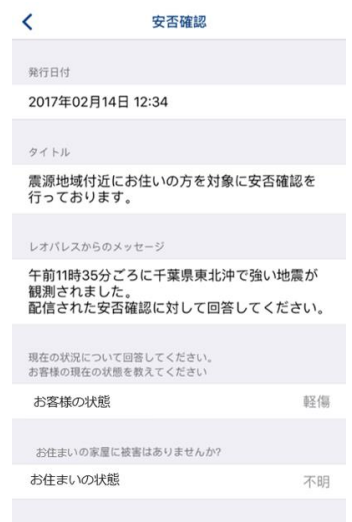 安否確認
発行日付
2017年02月14日 12:34
タイトル
震源地域付近にお住いの方を対象に安否確認を
行っております。
レオパレスからのメッセージ
午前11時35分ごろに千葉県東北沖で強い地震が
観測されました。
配信された安否確認に対して回答してください。
現在の状況について回答してください。
お客様の現在の状態を教えてください
お客様の状態 軽傷
お住まいの家屋に被害はありませんか?
お住まいの状態 不明